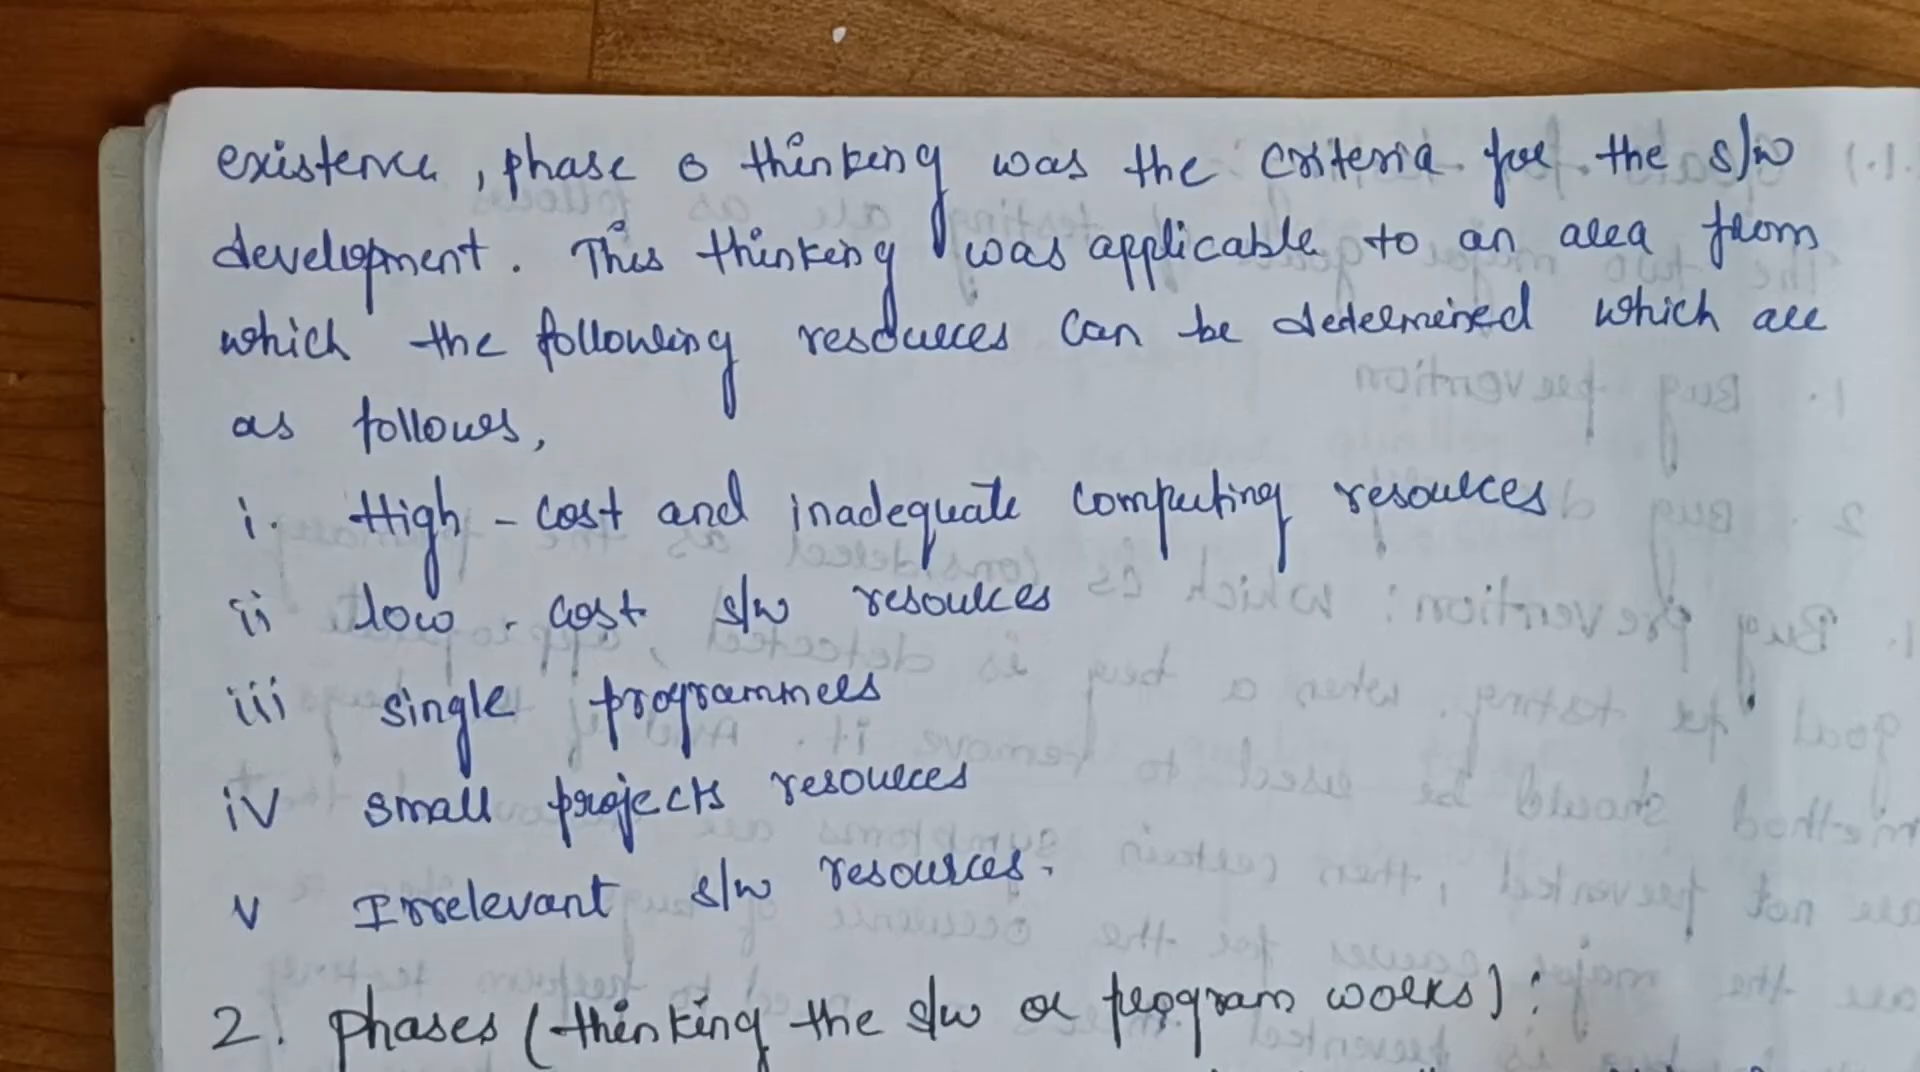 existence, phase 0 thinking was the criteria for the s/w
development. This thinking was applicable to an area from
which the following resources can be determined which are
as follows,
i. High - cost and inadequate computing resources
ii low - cost s/w resources
iii single programmers
iv small projects resources
v Irrelevant s/w resources.
2. phases (thinking the s/w or program works):